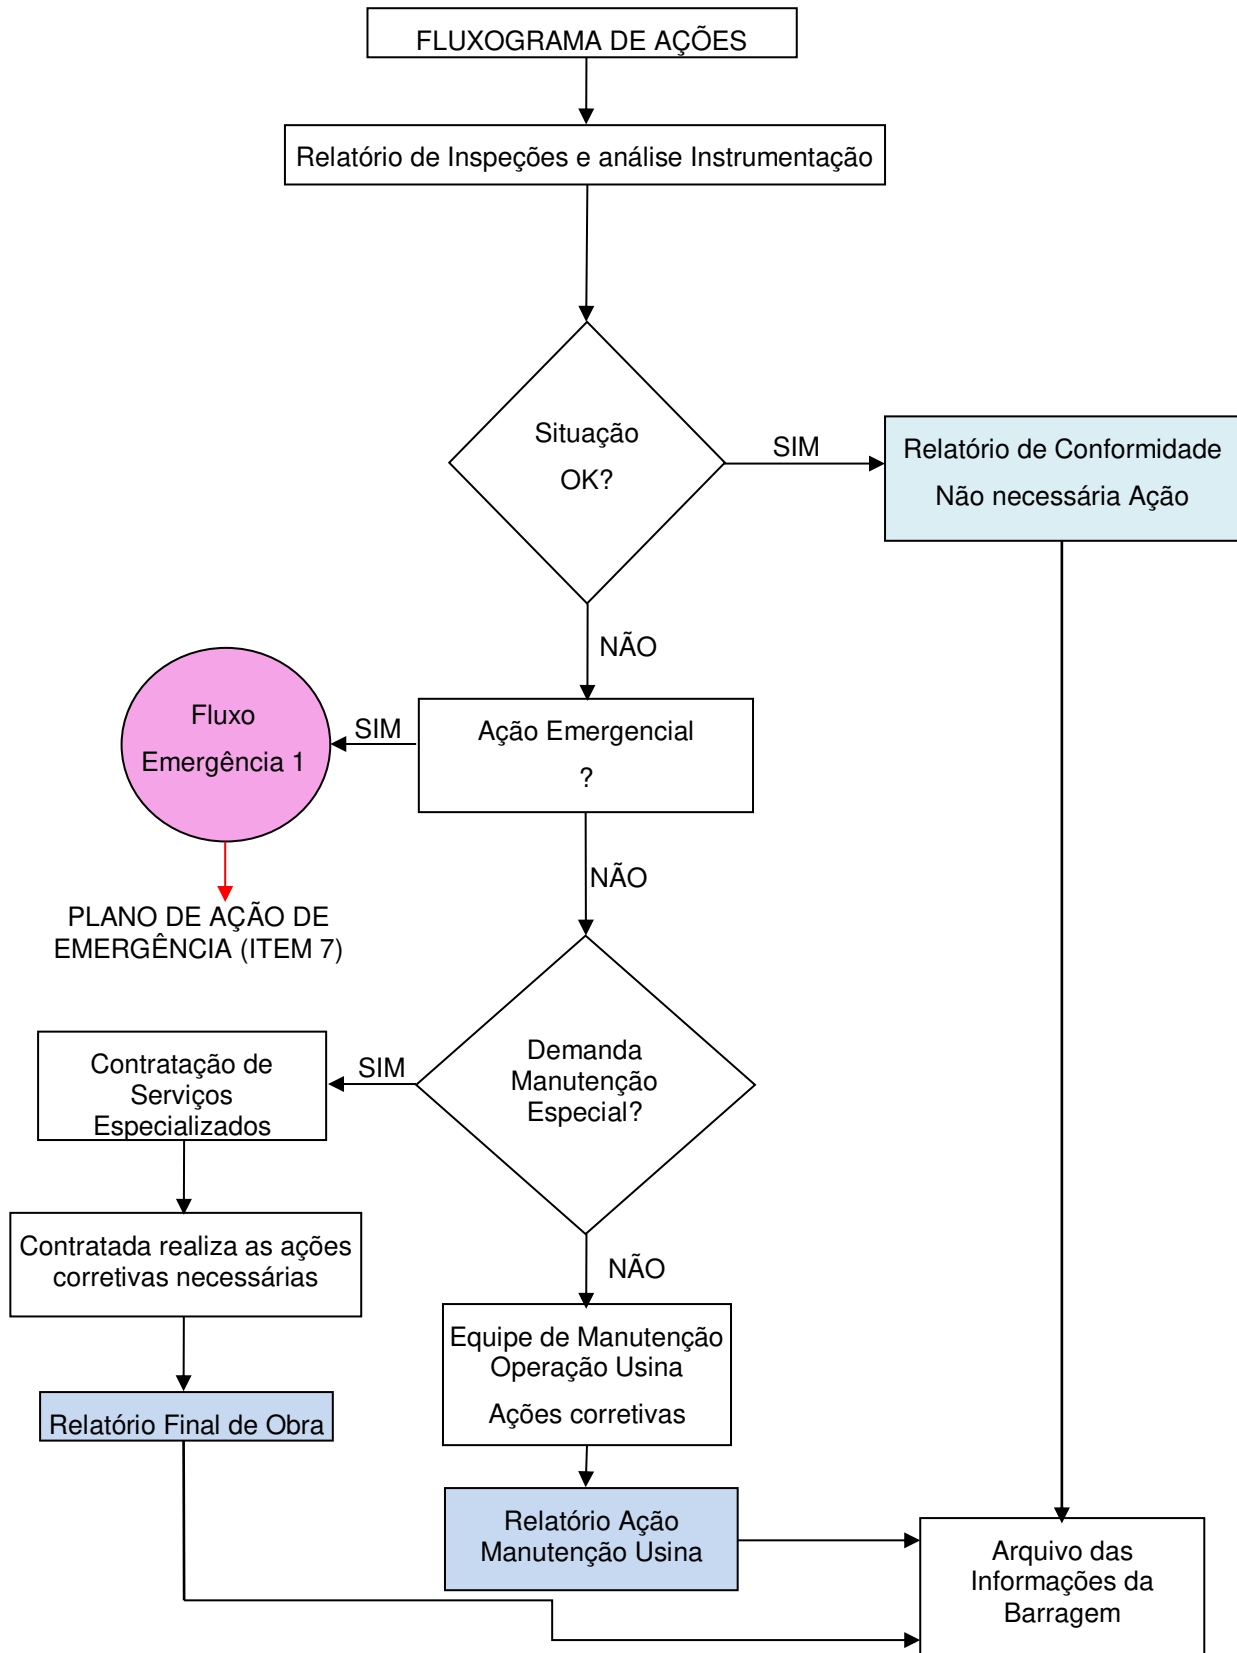 FLUXOGRAMA DE AÇÕES
Relatório de Inspeções e análise Instrumentação
Situação
OK?
SIM
Relatório de Conformidade
Não necessária Ação
NÃO
Fluxo
Emergência 1
SIM
Ação Emergencial
?
NÃO
PLANO DE AÇÃO DE
EMERGÊNCIA (ITEM 7)
Contratação de
Serviços
Especializados
SIM
Demanda
Manutenção
Especial?
Contratada realiza as ações
corretivas necessárias
NÃO
Equipe de Manutenção
Operação Usina
Ações corretivas
Relatório Final de Obra
Relatório Ação
Manutenção Usina
Arquivo das
Informações da
Barragem